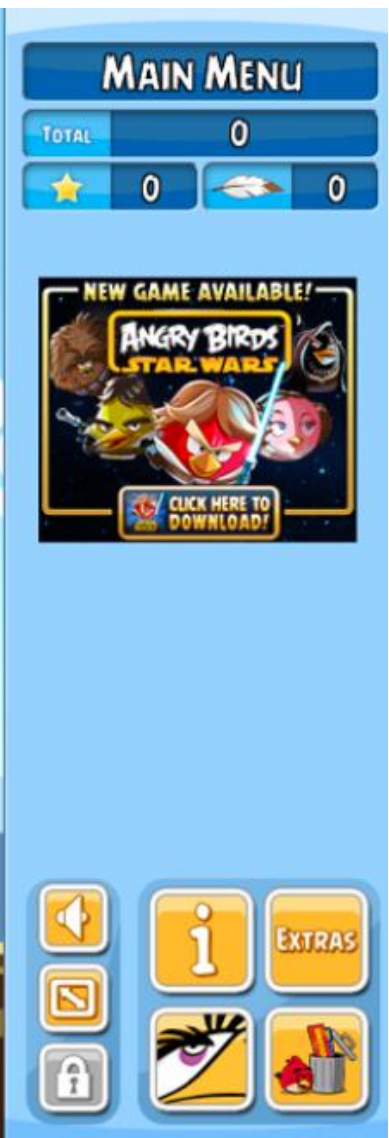 MAIN MENU
TOTAL 0
0 0
NEW GAME AVAILABLE!
ANGRY BIRDS
STAR WARS
CLICK HERE TO
DOWNLOAD!
i
EXTRAS